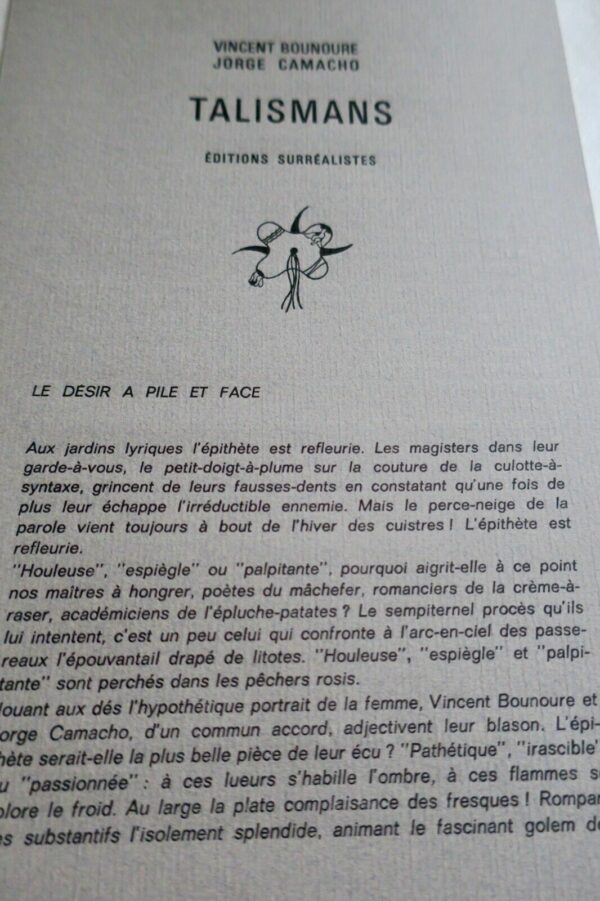 VINCENT BOUNOURE
JORGE CAMACHO
TALISMANS
ÉDITIONS SURRÉALISTES
LE DESIR A PILE ET FACE
Aux jardins lyriques l'épithète est refleurie. Les magisters dans leur
garde-à-vous, le petit-doigt-à-plume sur la couture de la culotte-à-
syntaxe, grincent de leurs fausses-dents en constatant qu'une fois de
plus leur échappe l'irréductible ennemie. Mais le perce-neige de la
parole vient toujours à bout de l'hiver des cuistres ! L'épithète est
refleurie.
"Houleuse", "espiègle" ou "palpitante", pourquoi aigrit-elle à ce point
nos maîtres à hongrer, poètes du mâchefer, romanciers de la crème-à-
raser, académiciens de l'épluche-patates ? Le sempiternel procès qu'ils
lui intentent, c'est un peu celui qui confronte à l'arc-en-ciel des passe-
reaux l'épouvantail drapé de litotes. "Houleuse", "espiègle" et "palpi-
tante" sont perchés dans les pêchers rosis.
Jouant aux dés l'hypothétique portrait de la femme, Vincent Bounoure et
orge Camacho, d'un commun accord, adjectivent leur blason. L'épi-
hète serait-elle la plus belle pièce de leur écu ? "Pathétique", "irascible"
u "passionnée" : à ces lueurs s'habille l'ombre, à ces flammes s
plore le froid. Au large la plate complaisance des fresques ! Rompan
es substantifs l'isolement splendide, animant le fascinant golem de